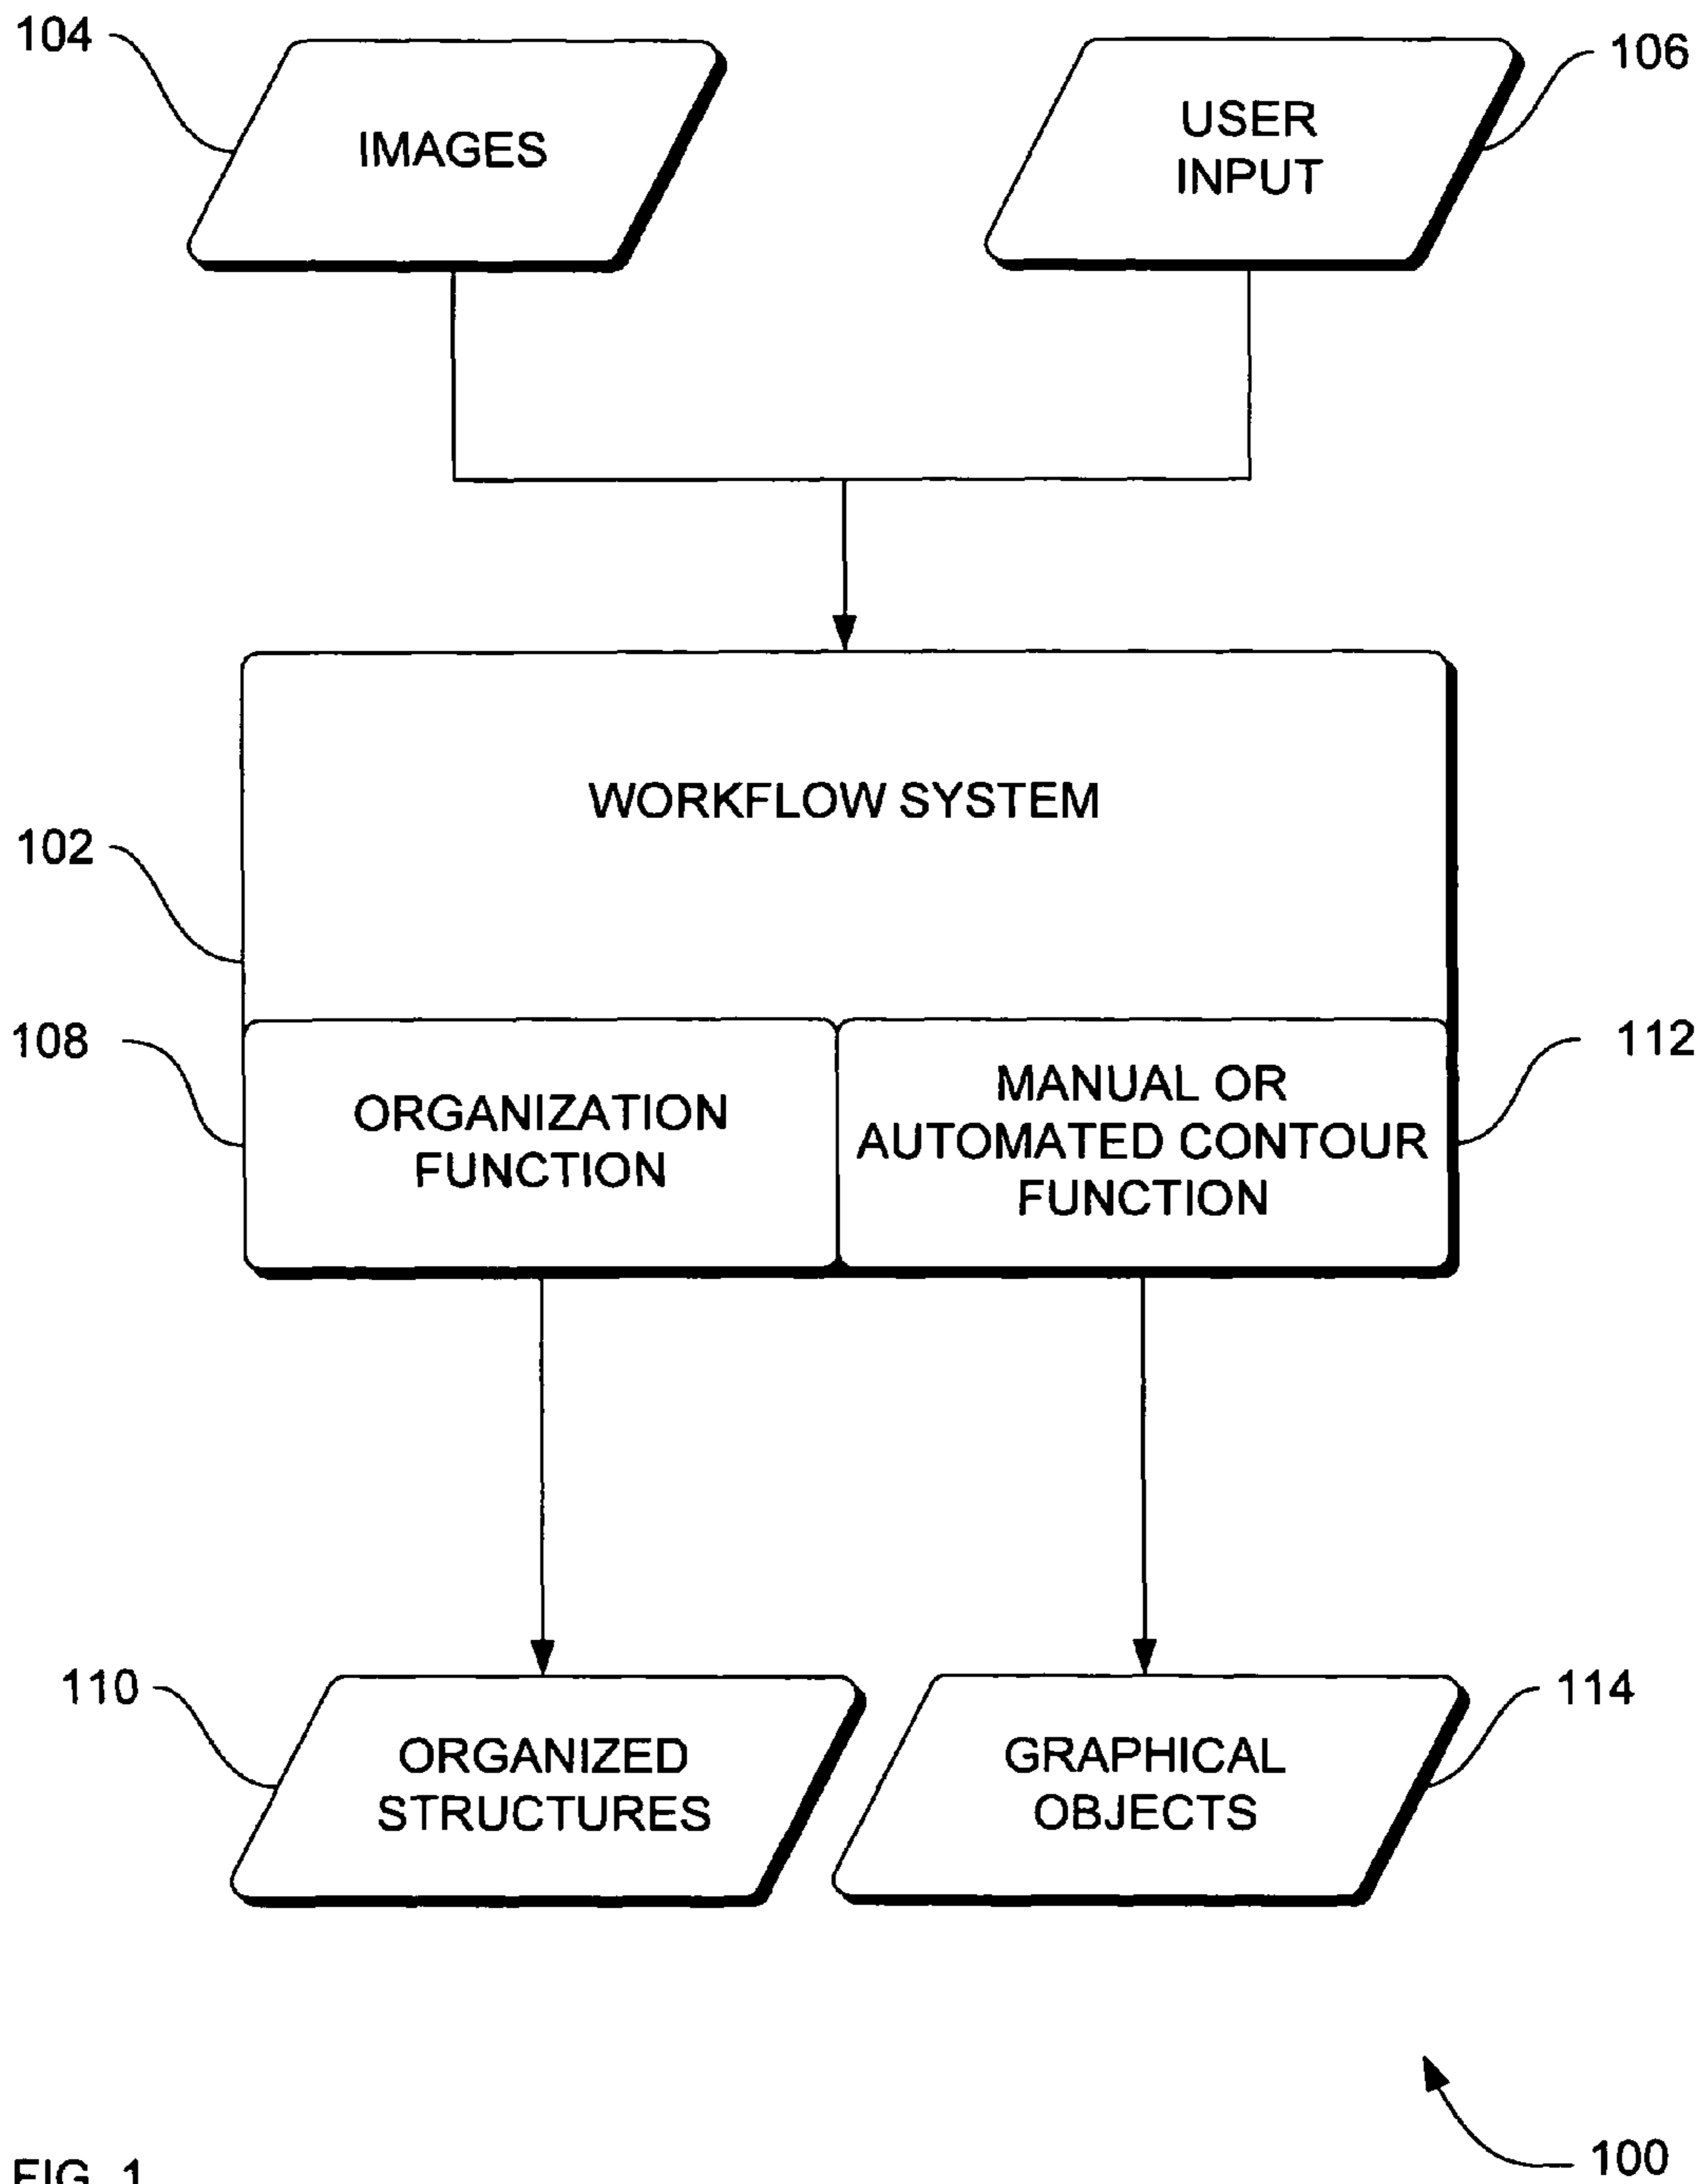 104
IMAGES
106
USER
INPUT
WORKFLOW SYSTEM
102
108
ORGANIZATION
FUNCTION
MANUAL OR
AUTOMATED CONTOUR
FUNCTION
112
110
ORGANIZED
STRUCTURES
GRAPHICAL
OBJECTS
114
100
FIG. 1